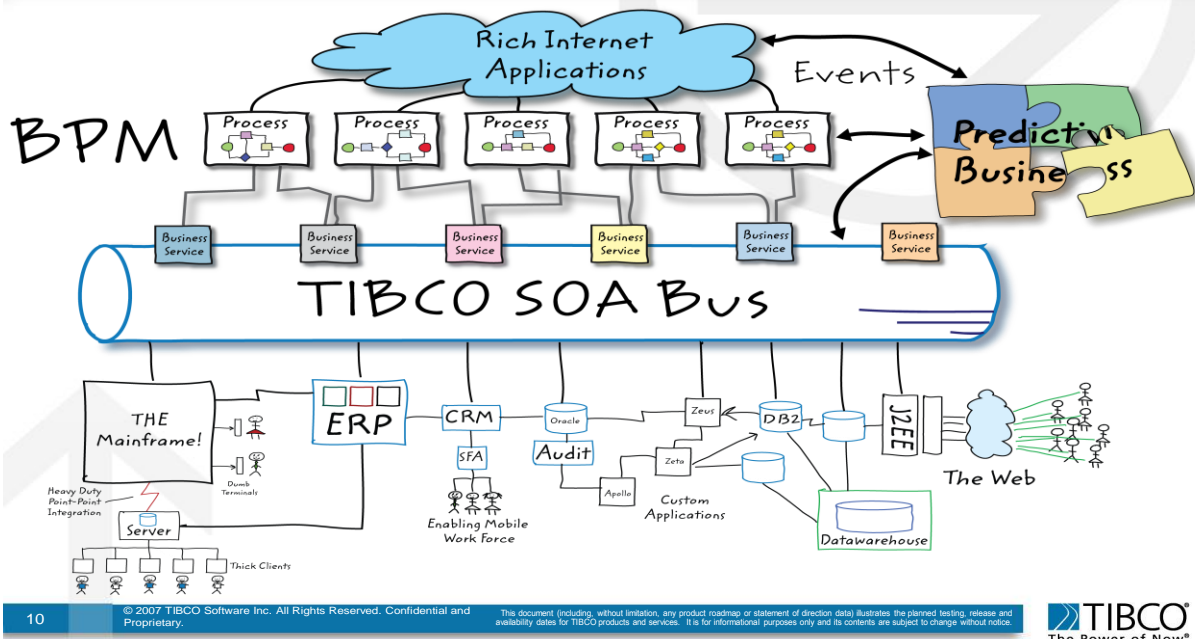 Rich Internet
Applications
Events
BPM
Process
Process
Process
Process
Process
Predictin
Busine ss
Business
Service
Business
Service
Business
Service
Business
Service
Business
Service
Business
Service
TIBCO SOA Bus
THE
Mainframe!
Dumb
Terminals
Heavy Duty
Point-Point
Integration
Server
Thick Clients
ERP
CRM
SFA
Enabling Mobile
Work Force
Oracle
Audit
Apollo
Zeta
Zeus
Custom
Applications
DB2
Datawarehouse
J2EE
The Web
10
© 2007 TIBCO Software Inc. All Rights Reserved. Confidential and
Proprietary.
This document (including, without limitation, any product roadmap or statement of direction data) illustrates the planned testing, release and
availability dates for TIBCO products and services. It is for informational purposes only and its contents are subject to change without notice.
TIBCO®
The Power of Now®